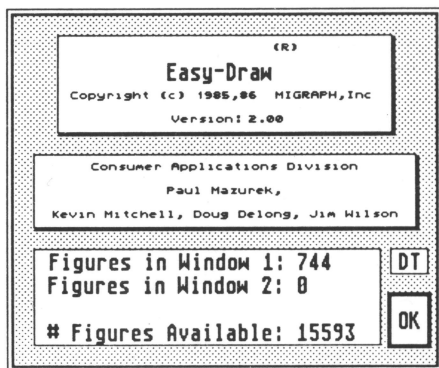 (R)
Easy-Draw
Copyright (c) 1985,86 MIGRAPH,Inc
Version: 2.00
Consumer Applications Division
Paul Mazurek,
Kevin Mitchell, Doug Delong, Jim Wilson
Figures in Window 1: 744
Figures in Window 2: 0
DT
# Figures Available: 15593
OK